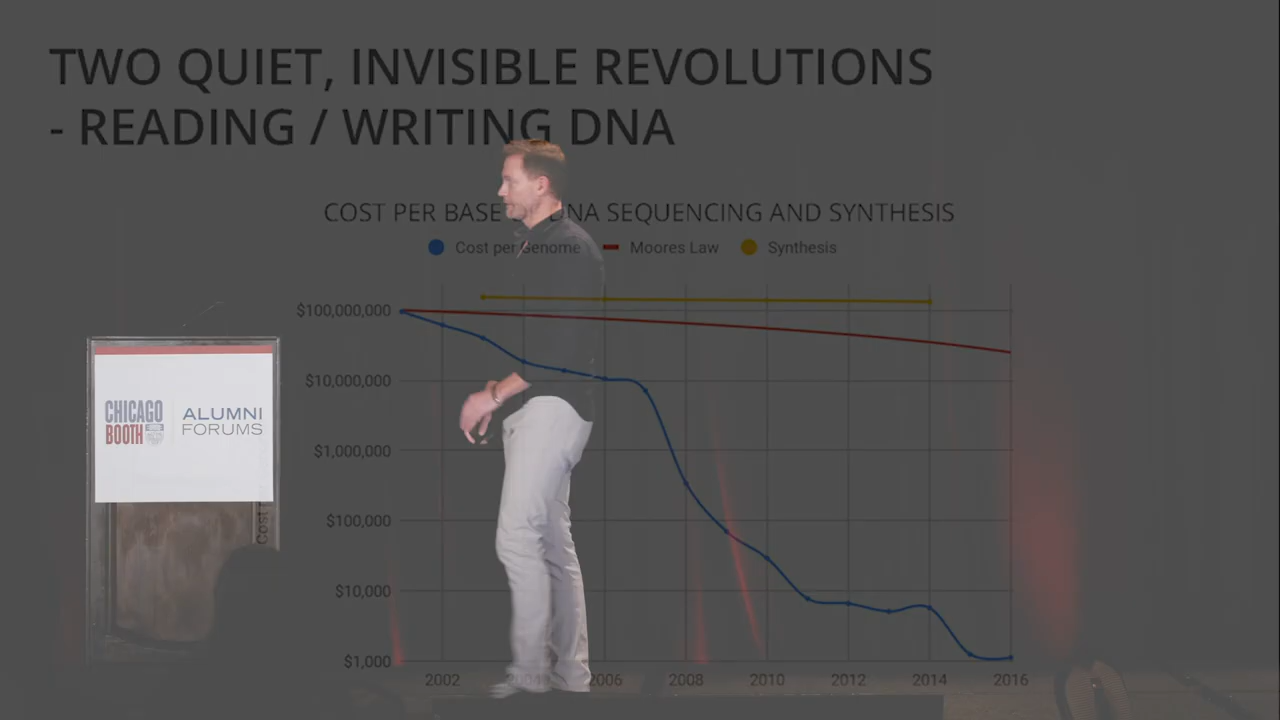 TWO QUIET, INVISIBLE REVOLUTIONS
- READING / WRITING DNA
COST PER BASE DNA SEQUENCING AND SYNTHESIS
Cost per Genome Moores Law Synthesis
$100,000,000
$10,000,000
$1,000,000
$100,000
$10,000
$1,000
2002 2004 2006 2008 2010 2012 2014 2016
Cost
CHICAGO BOOTH
ALUMNI FORUMS